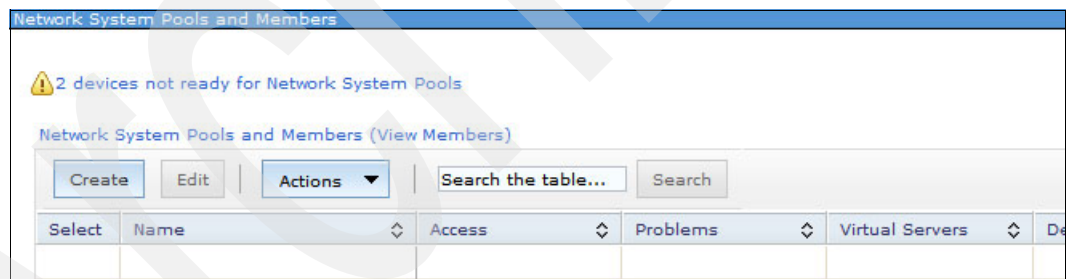 Network System Pools and Members
2 devices not ready for Network System Pools
Network System Pools and Members (View Members)
Create Edit Actions Search the table... Search
Select Name Access Problems Virtual Servers De